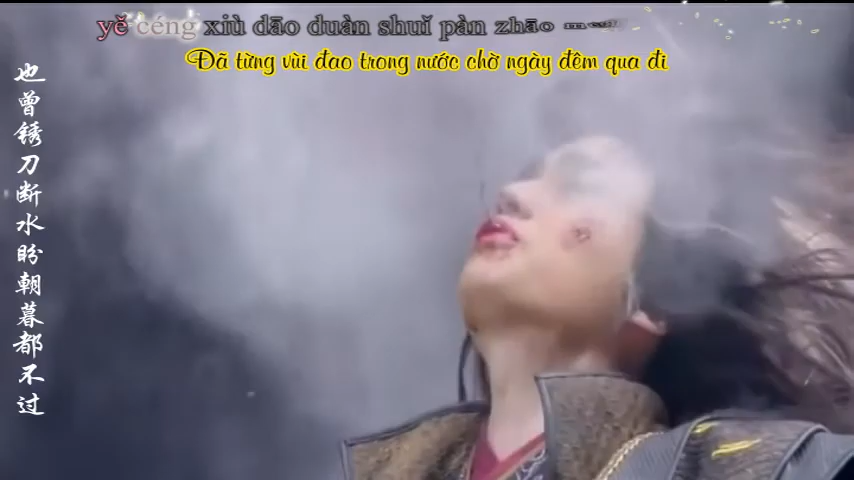 yě céng xiù dāo duàn shuǐ pàn zhāo
Đã từng vùi đao trong nước chờ ngày đêm qua đi
也曾锈刀断水盼朝暮都不过